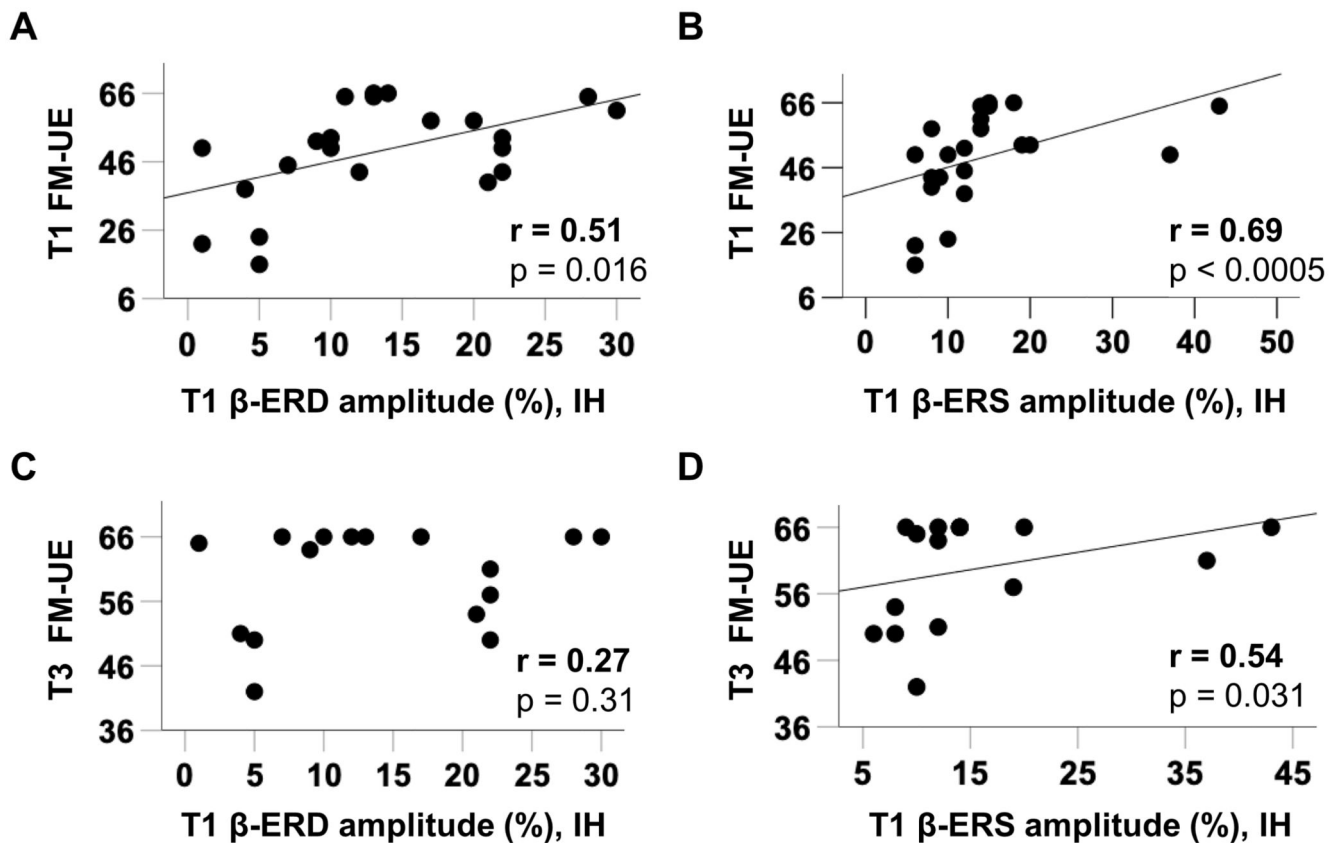 A
T1 FM-UE
66
46
26
6
r = 0.51
p = 0.016
0 5 10 15 20 25 30
T1 β-ERD amplitude (%), IH
B
T1 FM-UE
66
46
26
6
r = 0.69
p < 0.0005
0 10 20 30 40 50
T1 β-ERS amplitude (%), IH
C
T3 FM-UE
66
56
46
36
r = 0.27
p = 0.31
0 5 10 15 20 25 30
T1 β-ERD amplitude (%), IH
D
T3 FM-UE
66
56
46
36
r = 0.54
p = 0.031
5 15 25 35 45
T1 β-ERS amplitude (%), IH